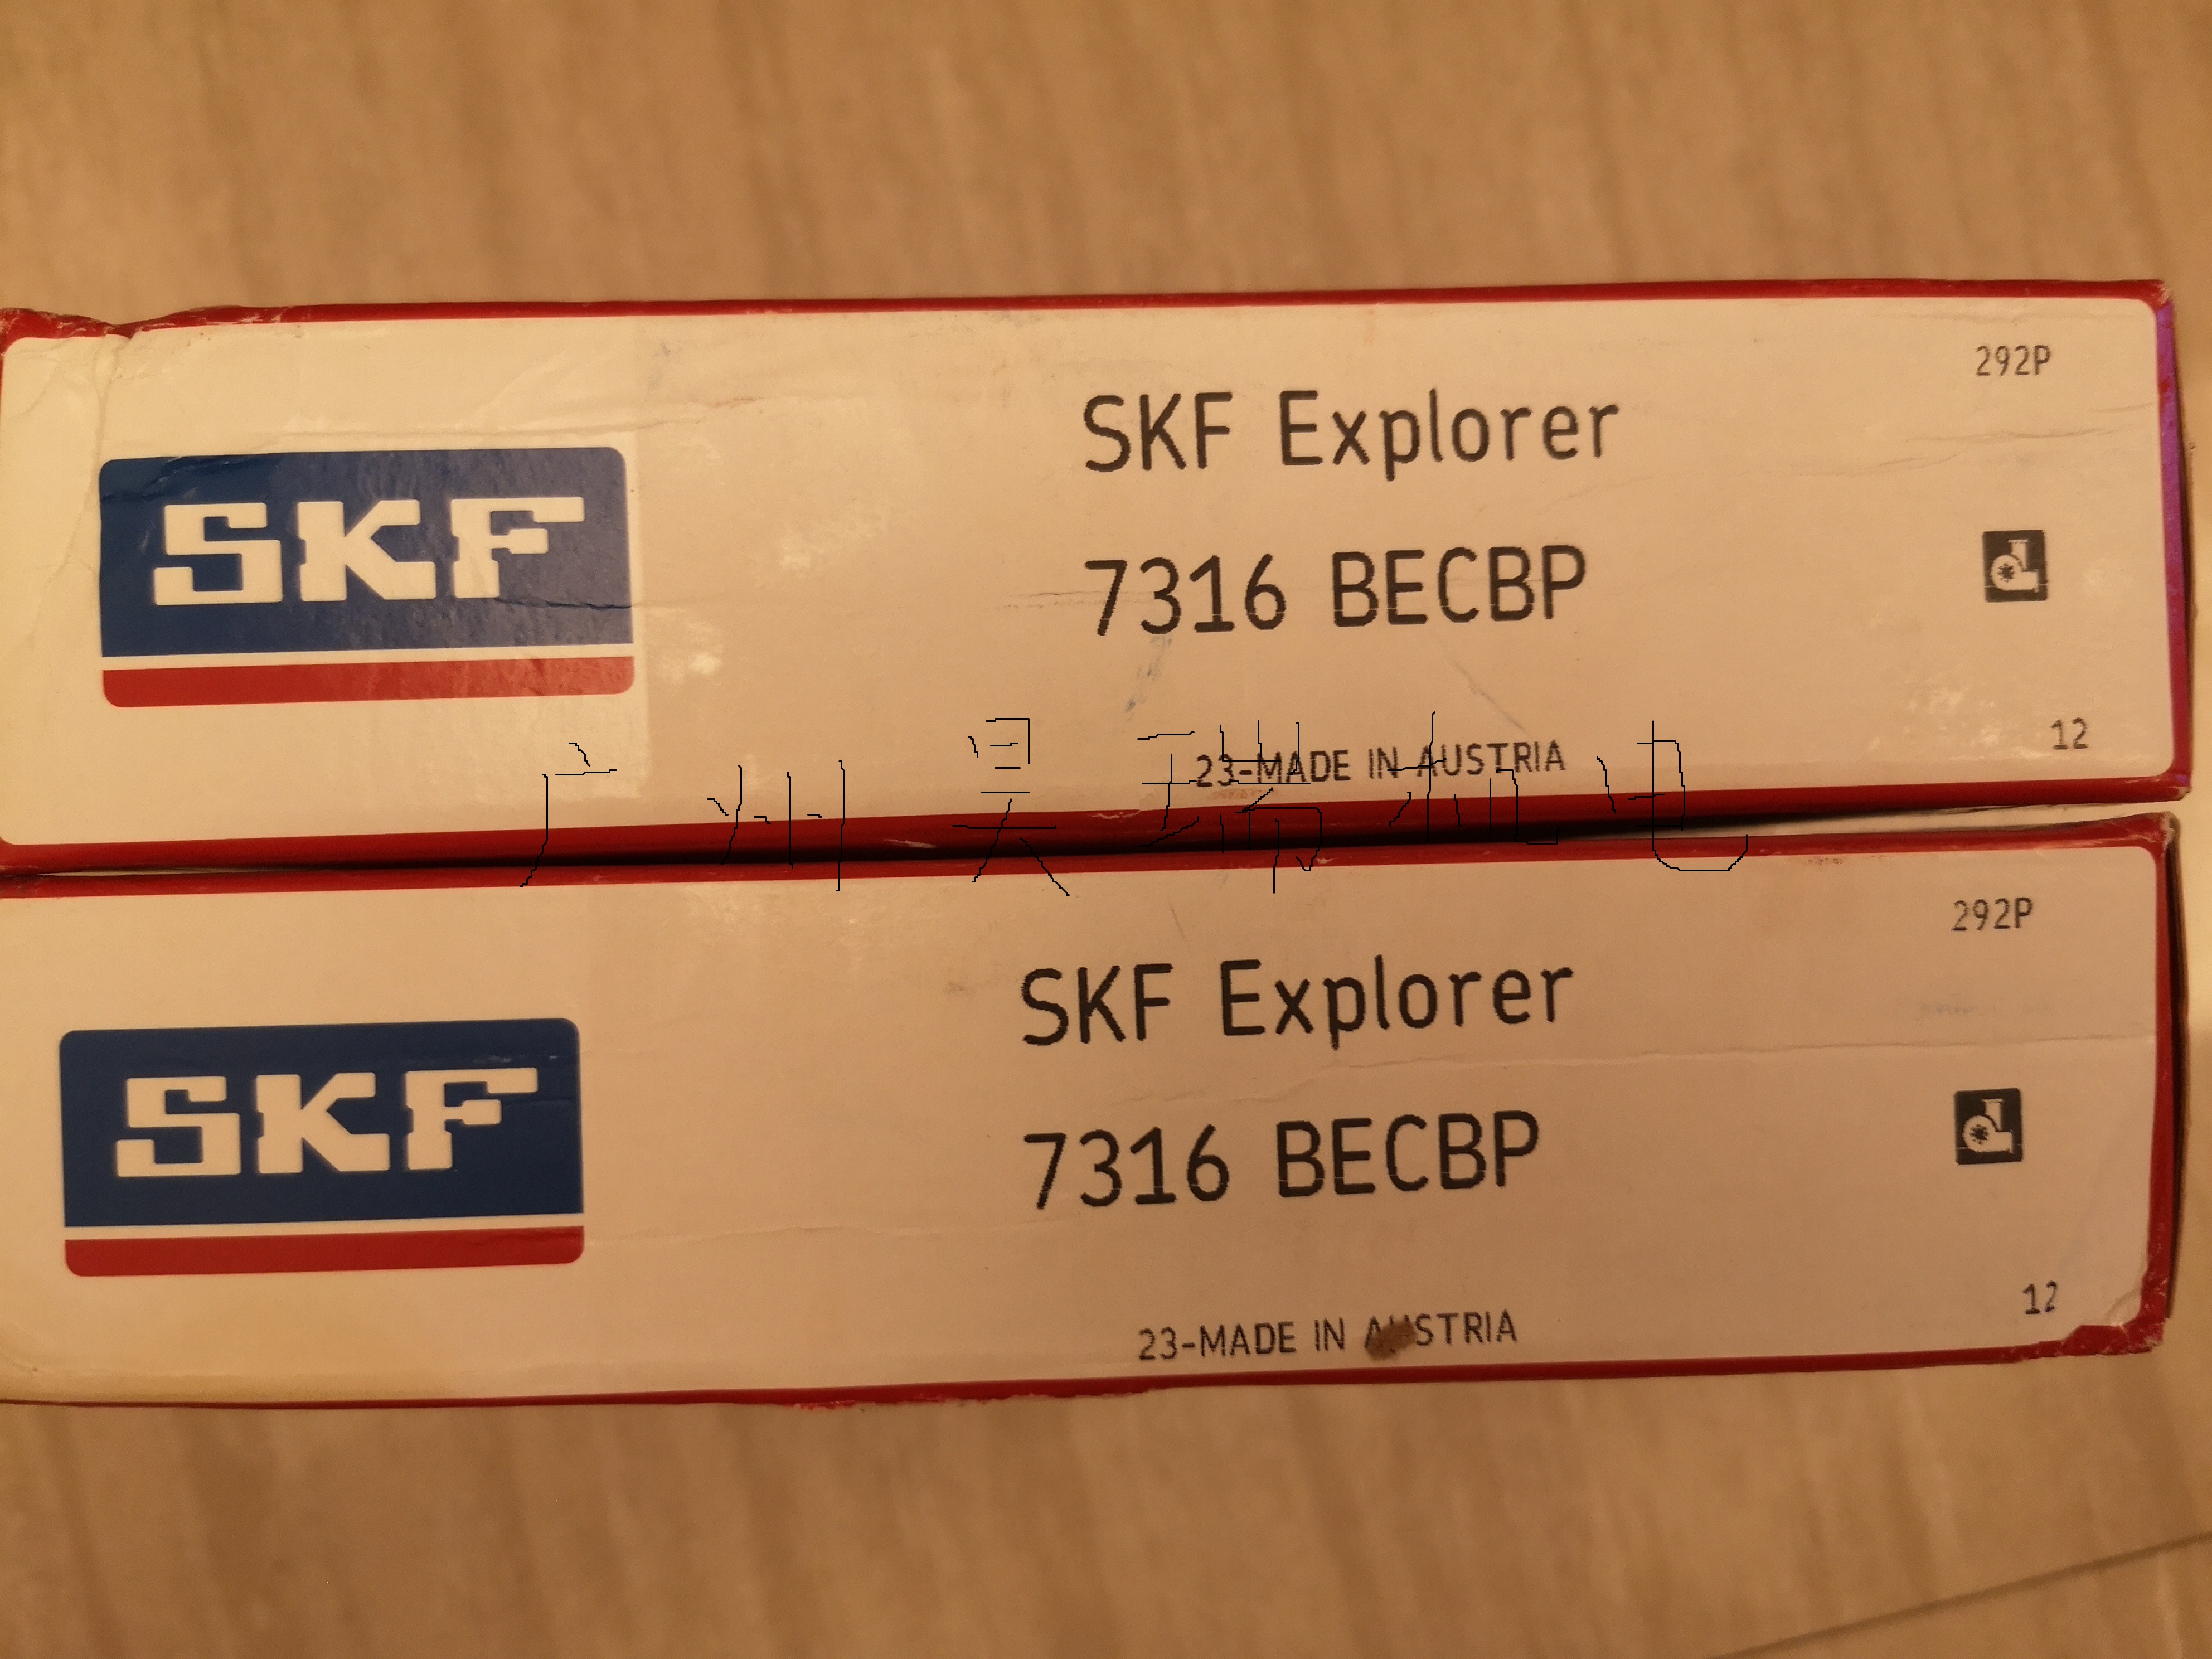 292P
SKF Explorer
SKF
7316 BECBP
12
23-MADE IN AUSTRIA
广州昊瑞机电
292P
SKF Explorer
SKF
7316 BECBP
12
23-MADE IN AUSTRIA